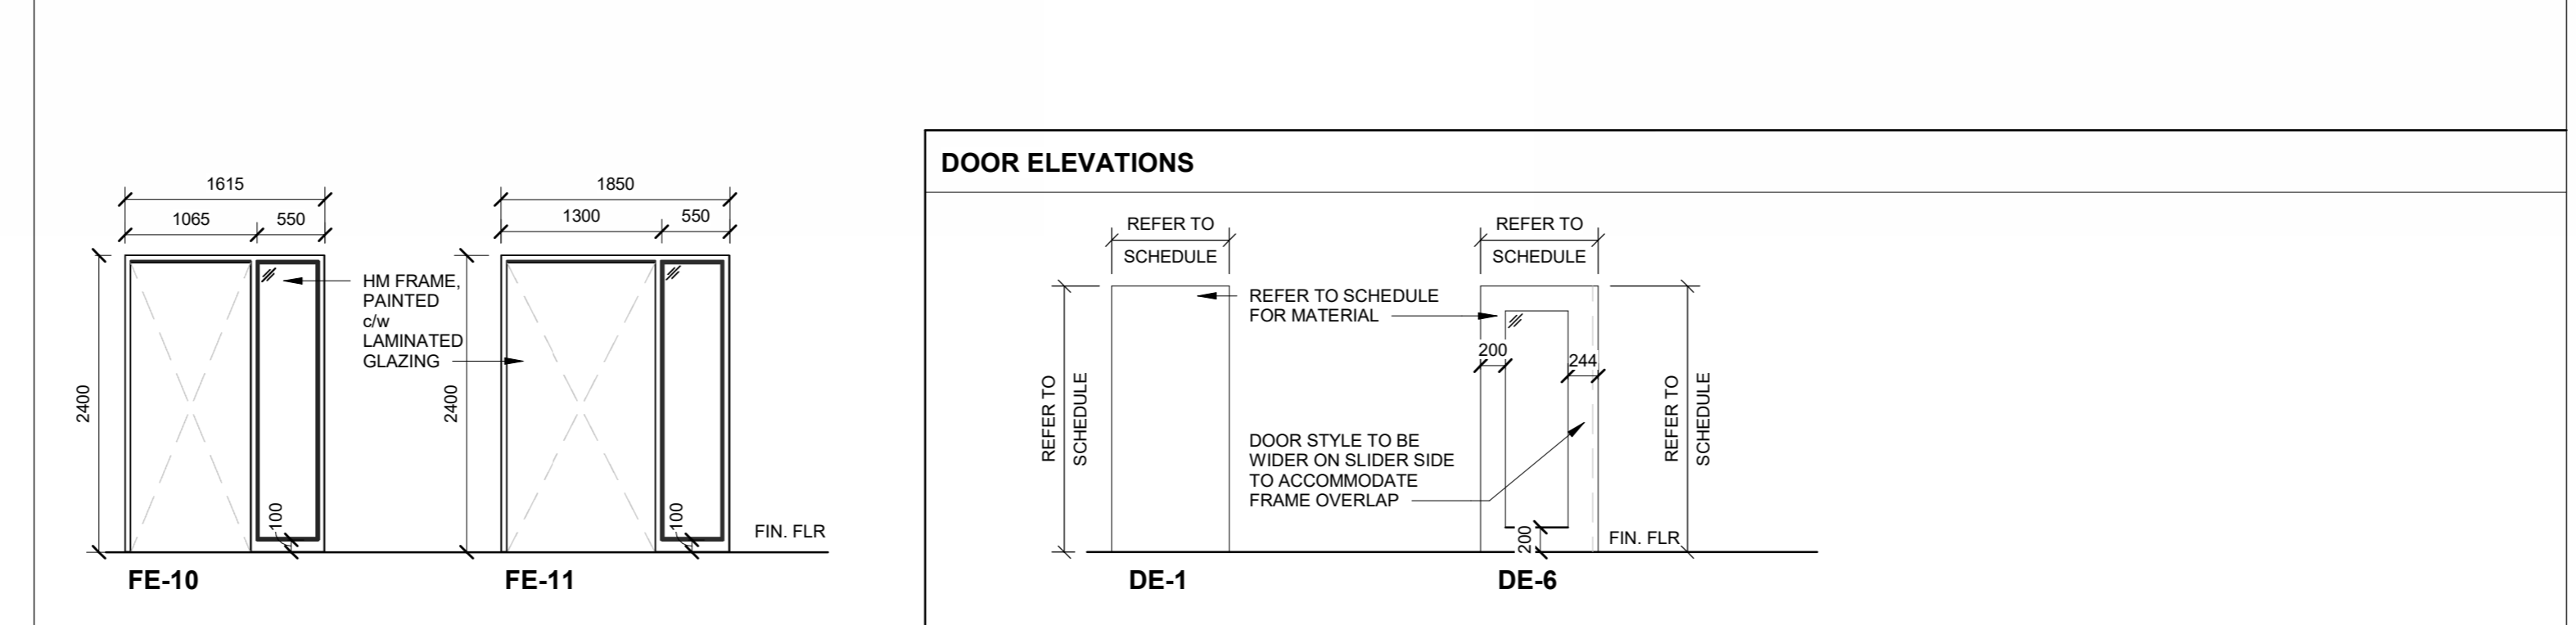 1615
1065
550
2400
100
HM FRAME,
PAINTED
c/w
LAMINATED
GLAZING
FE-10
1850
1300
550
2400
100
FIN. FLR
FE-11
DOOR ELEVATIONS
REFER TO
SCHEDULE
REFER TO
SCHEDULE
REFER TO SCHEDULE
FOR MATERIAL
DOOR STYLE TO BE
WIDER ON SLIDER SIDE
TO ACCOMMODATE
FRAME OVERLAP
DE-1
REFER TO
SCHEDULE
200
244
200
REFER TO
SCHEDULE
FIN. FLR
DE-6